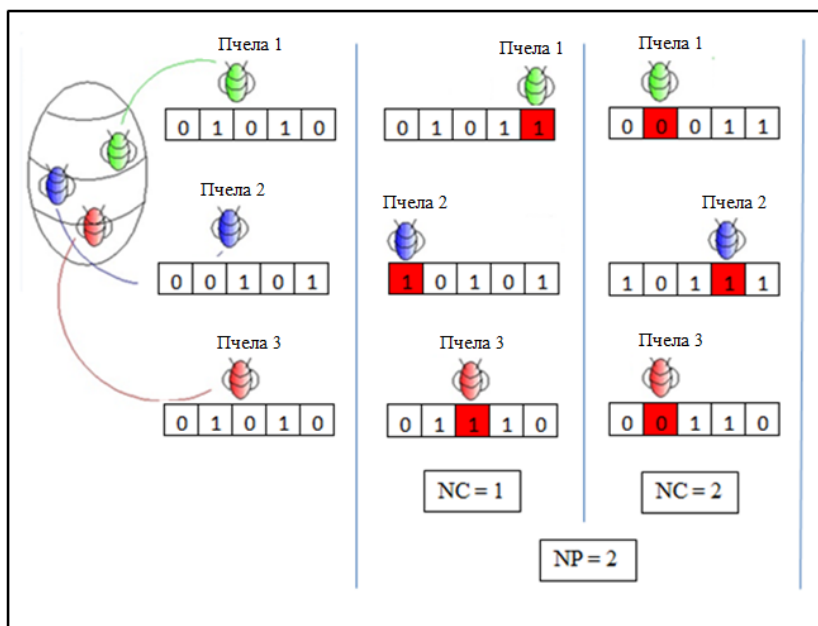 Пчела 1 Пчела 1 Пчела 1
0 1 0 1 0 0 1 0 1 1 0 0 0 1 1
Пчела 2 Пчела 2 Пчела 2
0 0 1 0 1 1 0 1 0 1 1 0 1 1 1
Пчела 3 Пчела 3 Пчела 3
0 1 0 1 0 0 1 1 1 0 0 0 1 1 0
NC = 1 NC = 2
NP = 2